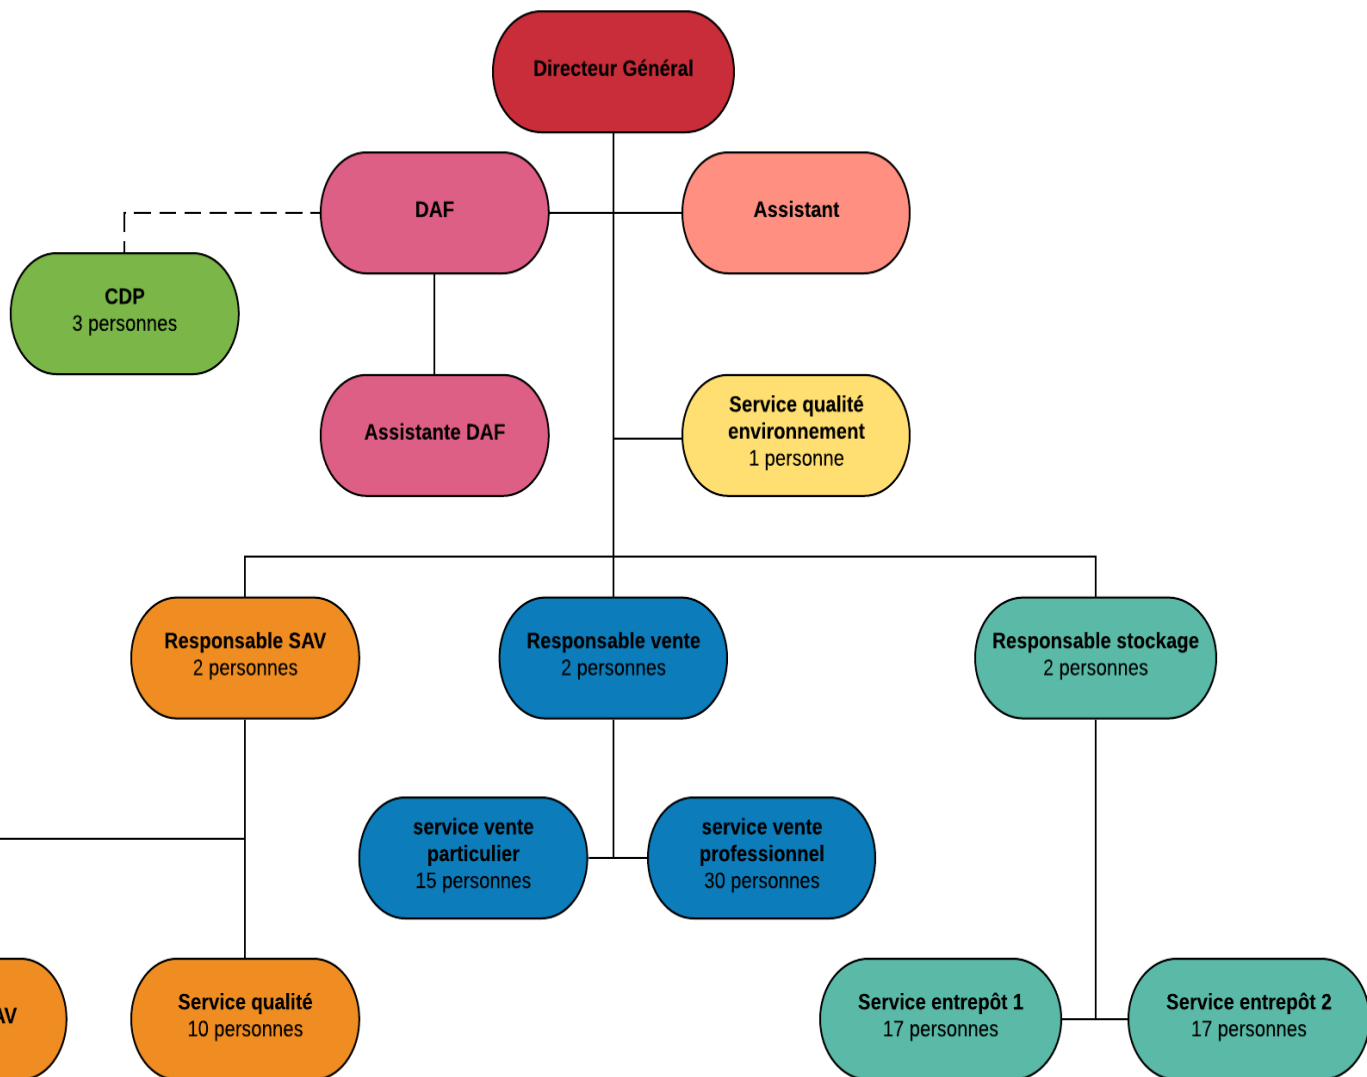 Directeur Général
DAF
Assistant
CDP
3 personnes
Assistante DAF
Service qualité
environnement
1 personne
Responsable SAV
2 personnes
Responsable vente
2 personnes
Responsable stockage
2 personnes
service vente
particulier
15 personnes
service vente
professionnel
30 personnes
Service qualité
10 personnes
Service entrepôt 1
17 personnes
Service entrepôt 2
17 personnes